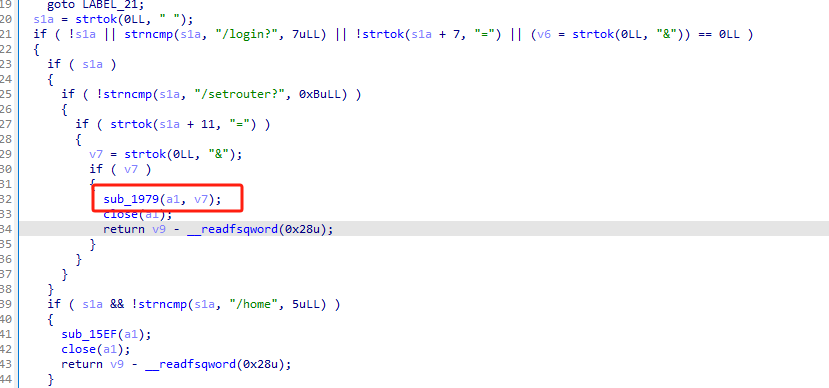 19 goto LABEL_21;
20 s1a = strtok(0LL, " ");
21 if ( !s1a || strncmp(s1a, "/login?", 7uLL) || !strtok(s1a + 7, "=") || (v6 = strtok(0LL, "&")) == 0LL )
22 {
23 if ( s1a )
24 {
25 if ( !strncmp(s1a, "/setrouter?", 0xBuLL) )
26 {
27 if ( strtok(s1a + 11, "=") )
28 {
29 v7 = strtok(0LL, "&");
30 if ( v7 )
31 {
32 sub_1979(a1, v7);
33 close(a1);
34 return v9 - __readfsqword(0x28u);
35 }
36 }
37 }
38 }
39 if ( s1a && !strncmp(s1a, "/home", 5uLL) )
40 {
41 sub_15EF(a1);
42 close(a1);
43 return v9 - __readfsqword(0x28u);
44 }